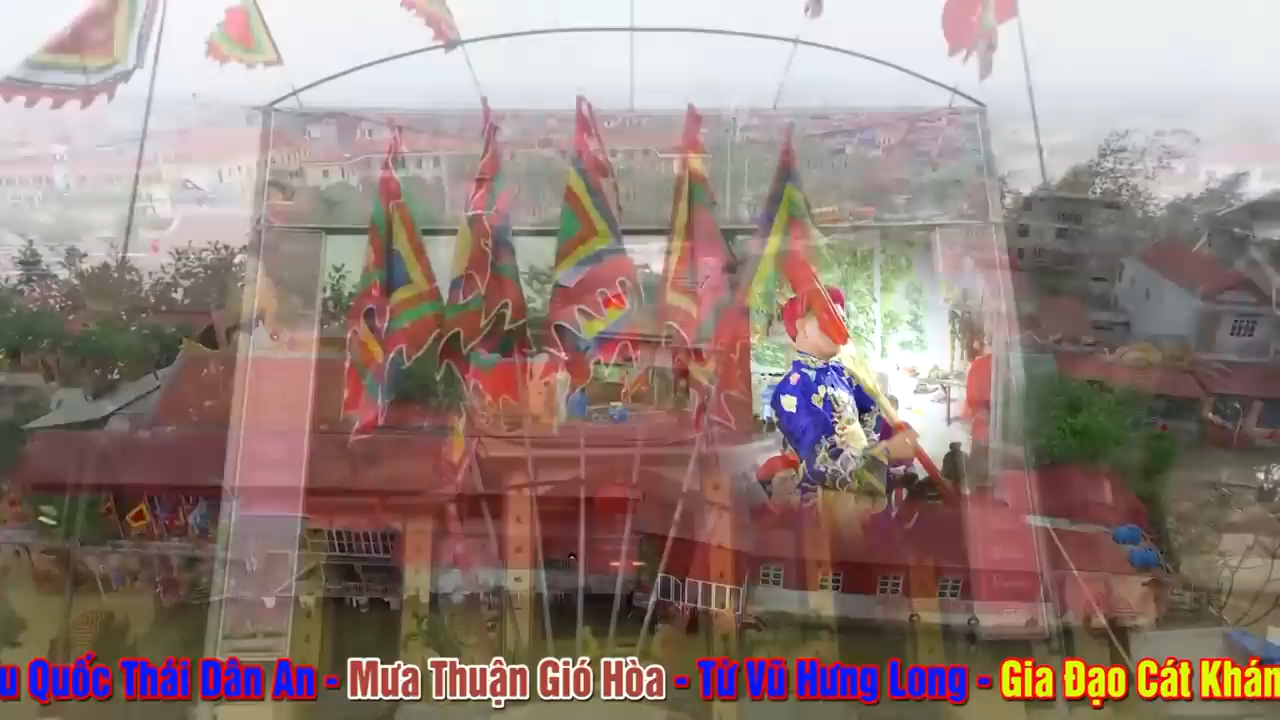 u Quốc Thái Dân An - Mưa Thuận Gió Hòa - Từ Vũ Hưng Long - Gia Đạo Cát Khán